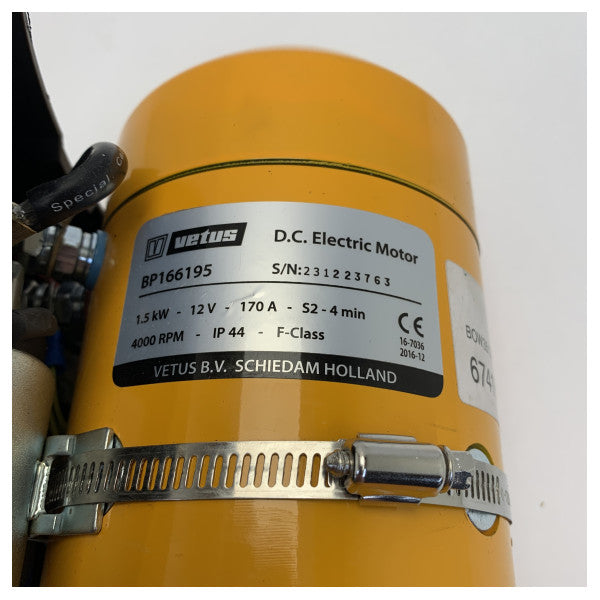 Special
vetus D.C. Electric Motor
BP166195 S/N:231223763
1.5 kW - 12 V - 170 A - S2 - 4 min
4000 RPM - IP 44 - F-Class
CE
16-7036
2016-12
VETUS B.V. SCHIEDAM HOLLAND